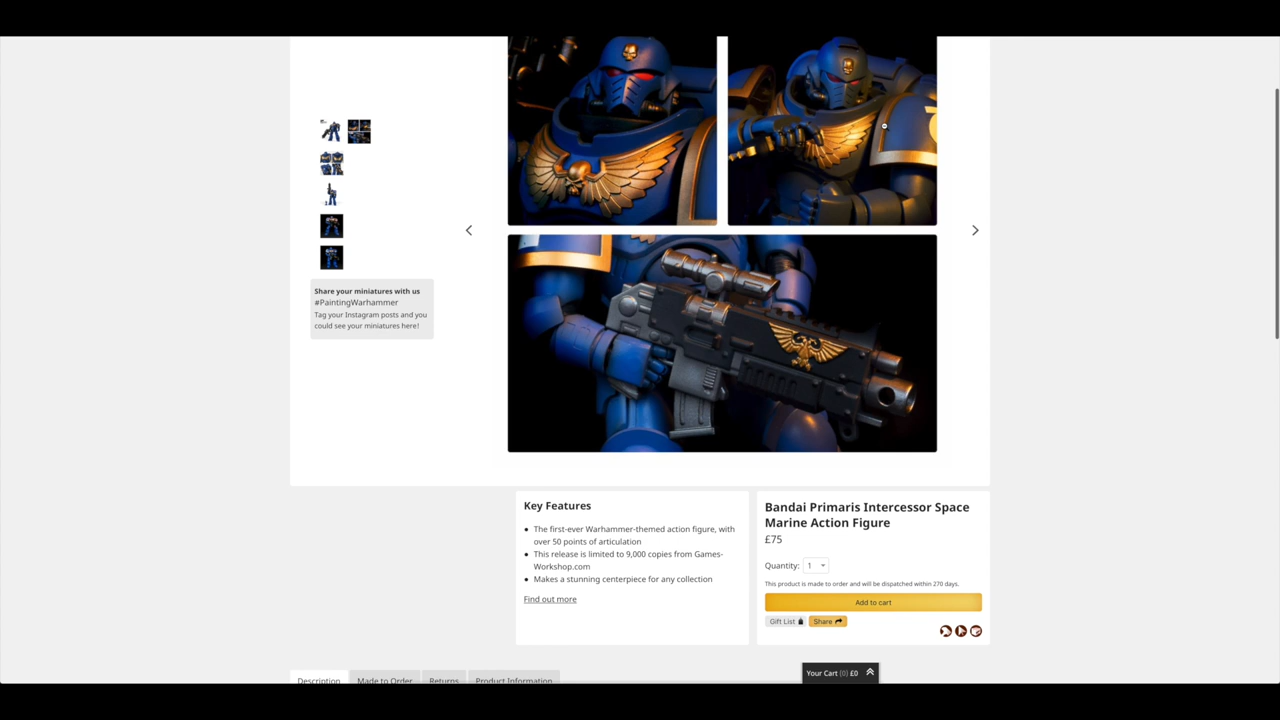 Share your miniatures with us
#PaintingWarhammer
Tag your Instagram posts and you
could see your miniatures here!
Key Features
The first-ever Warhammer-themed action figure, with
over 50 points of articulation
This release is limited to 9,000 copies from Games-
Workshop.com
Makes a stunning centerpiece for any collection
Find out more
Bandai Primaris Intercessor Space
Marine Action Figure
£75
Quantity: 1
This product is made to order and will be dispatched within 270 days.
Add to cart
Gift List Share
Your Cart (0) £0
Description Made to Order Returns Product Information